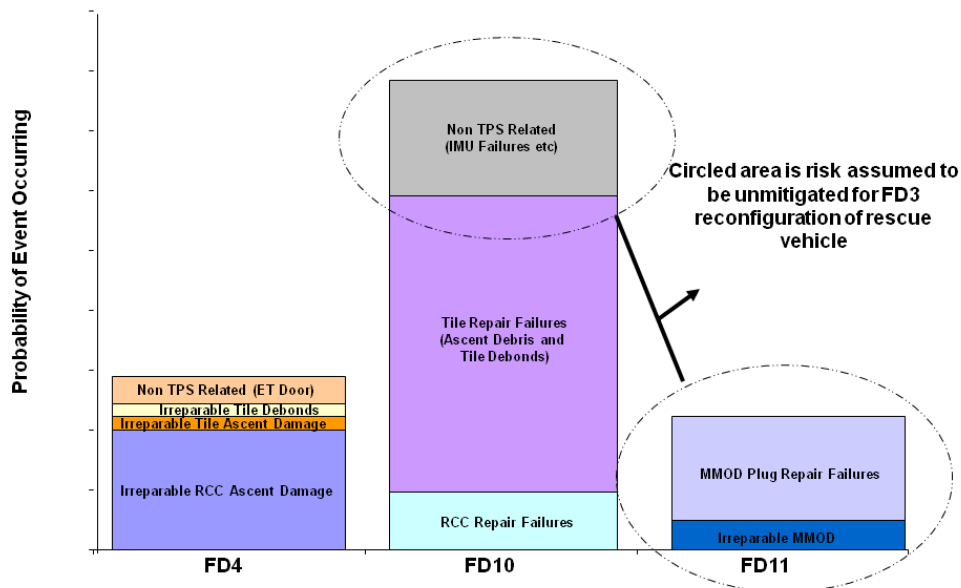 Probability of Event Occurring
Non TPS Related (ET Door)
Irreparable Tile Debonds
Irreparable Tile Ascent Damage
Irreparable RCC Ascent Damage
FD4
Non TPS Related
(IMU Failures etc)
Tile Repair Failures
(Ascent Debris and
Tile Debonds)
RCC Repair Failures
FD10
Circled area is risk assumed to
be unmitigated for FD3
reconfiguration of rescue
vehicle
MMOD Plug Repair Failures
Irreparable MMOD
FD11